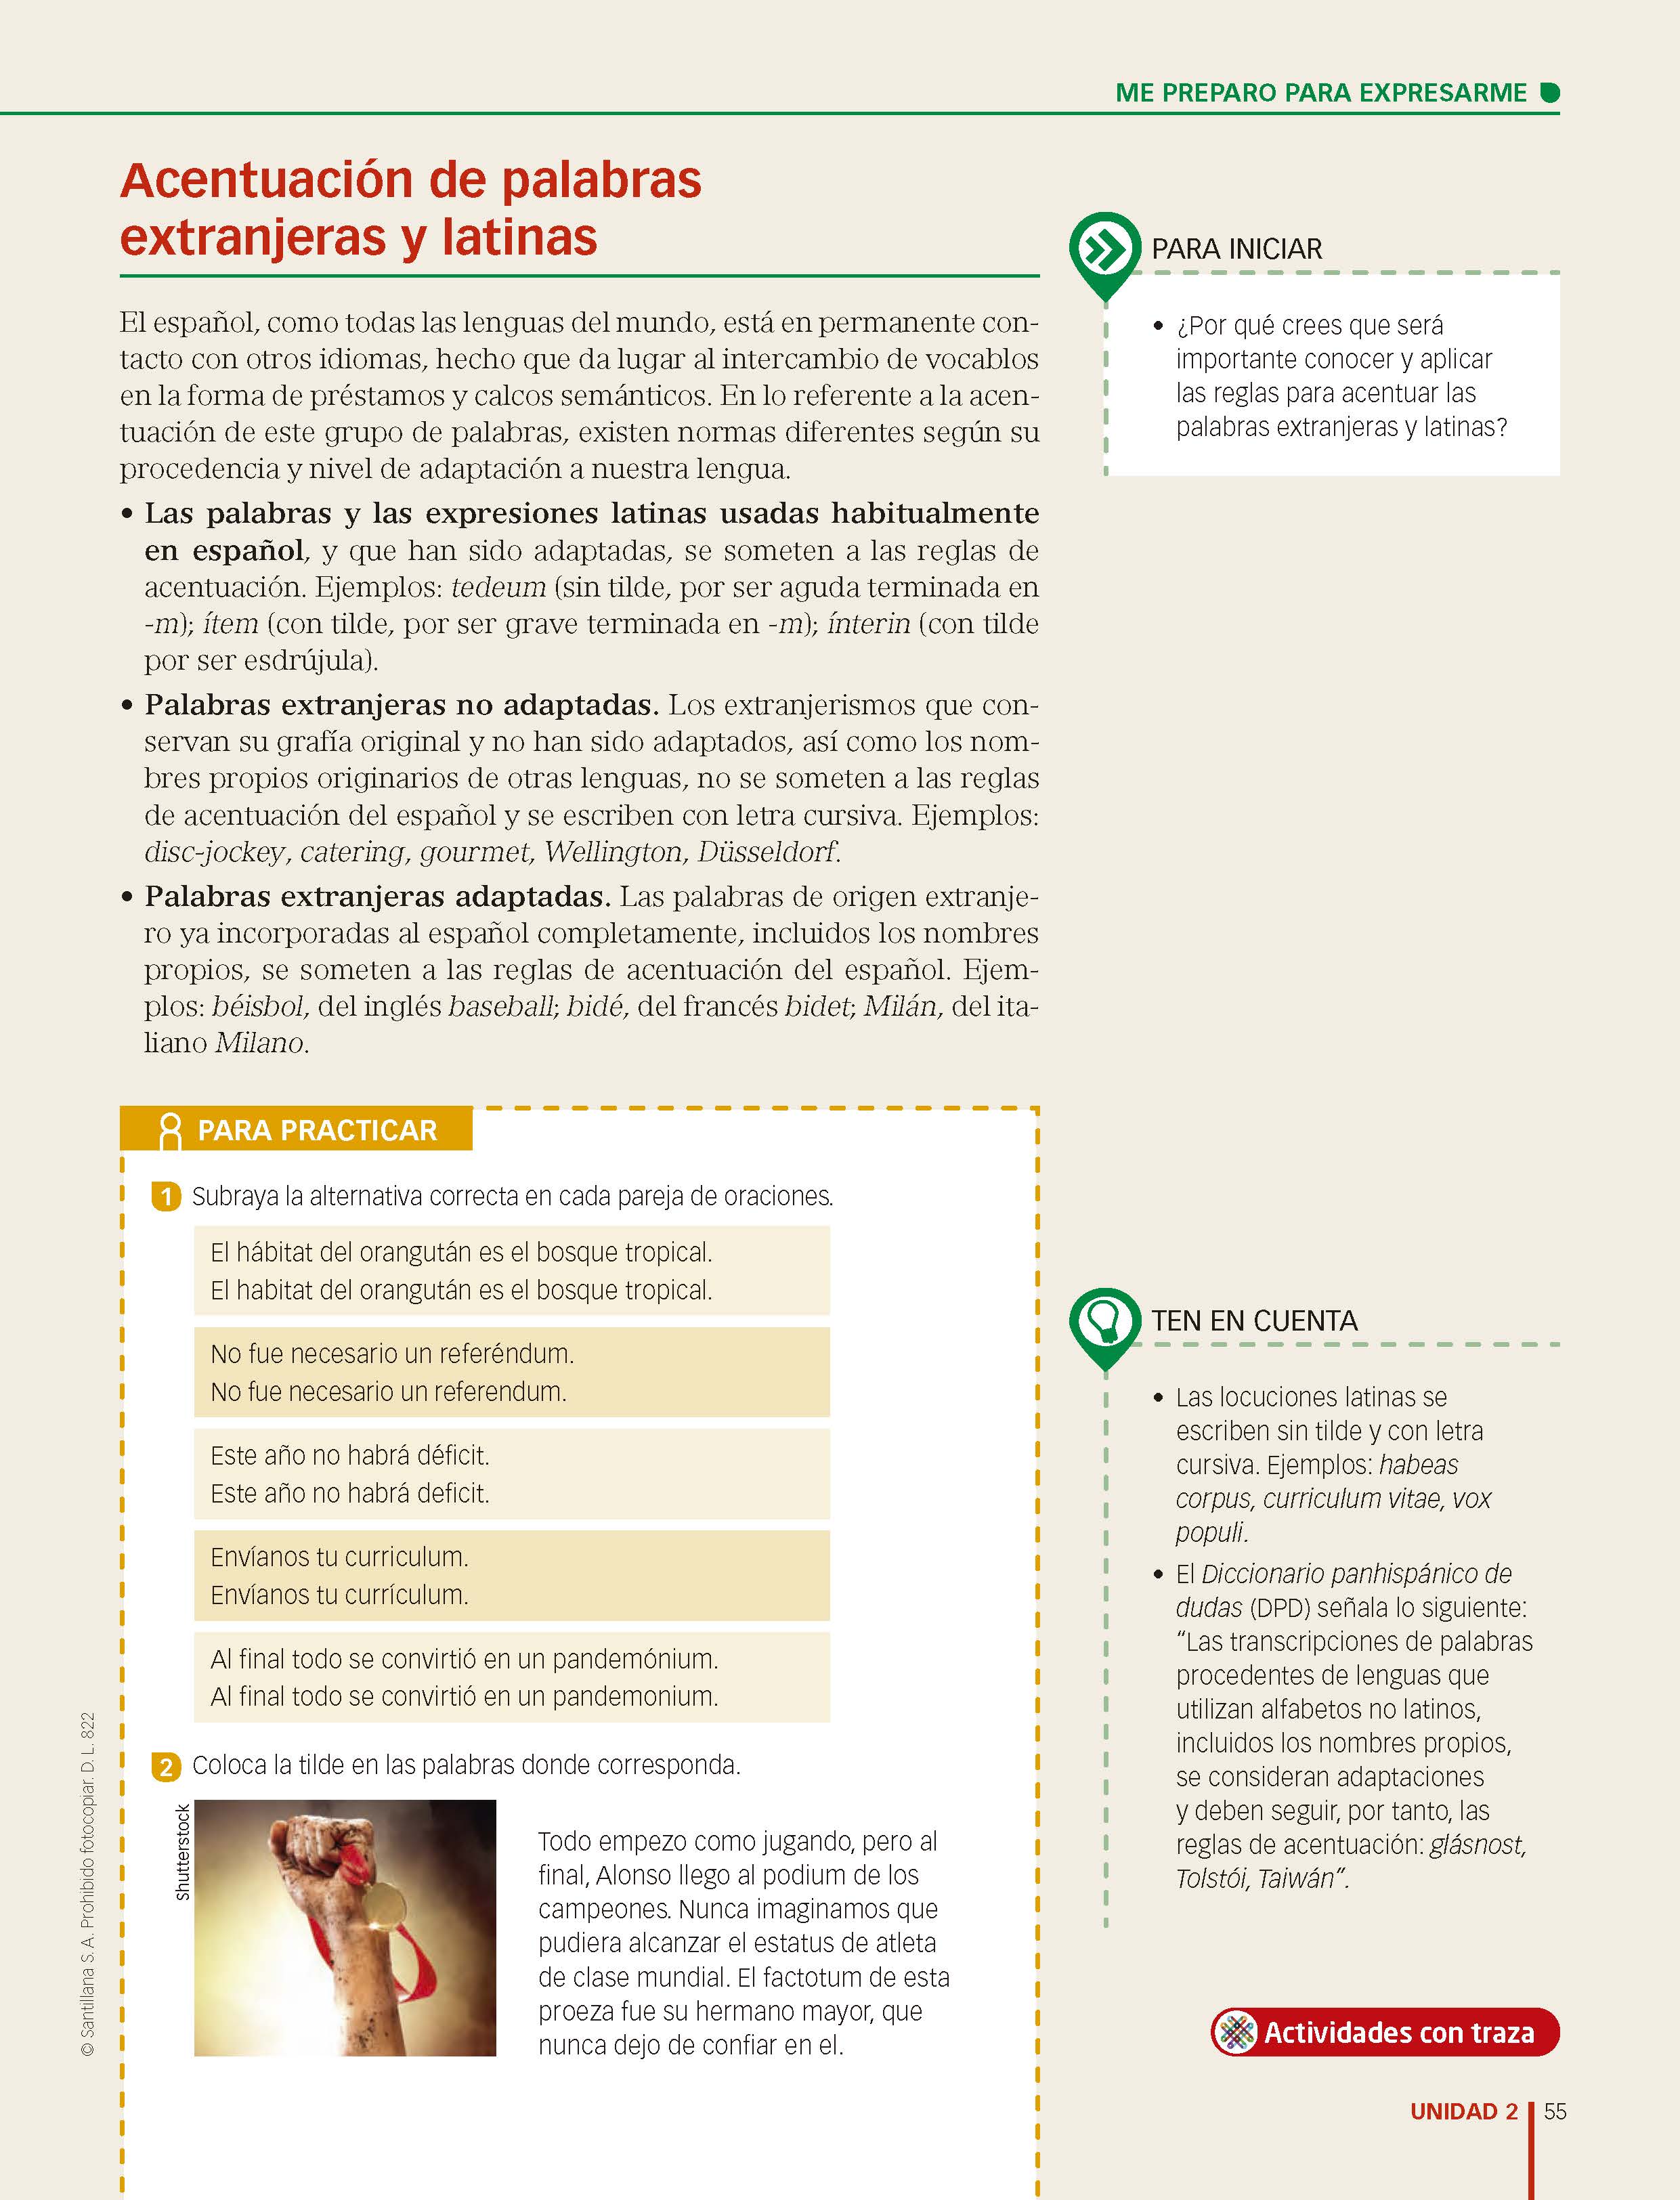 ME PREPARO PARA EXPRESARME
Acentuación de palabras
extranjeras y latinas
El español, como todas las lenguas del mundo, está en permanente con-
tacto con otros idiomas, hecho que da lugar al intercambio de vocablos
en la forma de préstamos y calcos semánticos. En lo referente a la acen-
tuación de este grupo de palabras, existen normas diferentes según su
procedencia y nivel de adaptación a nuestra lengua.
• Las palabras y las expresiones latinas usadas habitualmente
en español, y que han sido adaptadas, se someten a las reglas de
acentuación. Ejemplos: tedeum (sin tilde, por ser aguda terminada en
-m); ítem (con tilde, por ser grave terminada en -m); ínterin (con tilde
por ser esdrújula).
• Palabras extranjeras no adaptadas. Los extranjerismos que con-
servan su grafía original y no han sido adaptados, así como los nom-
bres propios originarios de otras lenguas, no se someten a las reglas
de acentuación del español y se escriben con letra cursiva. Ejemplos:
disc-jockey, catering, gourmet, Wellington, Düsseldorf.
• Palabras extranjeras adaptadas. Las palabras de origen extranje-
ro ya incorporadas al español completamente, incluidos los nombres
propios, se someten a las reglas de acentuación del español. Ejem-
plos: béisbol, del inglés baseball; bidé, del francés bidet; Milán, del ita-
liano Milano.
PARA INICIAR
• ¿Por qué crees que será
importante conocer y aplicar
las reglas para acentuar las
palabras extranjeras y latinas?
PARA PRACTICAR
1 Subraya la alternativa correcta en cada pareja de oraciones.
El hábitat del orangután es el bosque tropical.
El habitat del orangután es el bosque tropical.
No fue necesario un referéndum.
No fue necesario un referendum.
Este año no habrá déficit.
Este año no habrá deficit.
Envíanos tu curriculum.
Envíanos tu currículum.
Al final todo se convirtió en un pandemónium.
Al final todo se convirtió en un pandemonium.
2 Coloca la tilde en las palabras donde corresponda.
Shutterstock
Todo empezo como jugando, pero al
final, Alonso llego al podium de los
campeones. Nunca imaginamos que
pudiera alcanzar el estatus de atleta
de clase mundial. El factotum de esta
proeza fue su hermano mayor, que
nunca dejo de confiar en el.
TEN EN CUENTA
• Las locuciones latinas se
escriben sin tilde y con letra
cursiva. Ejemplos: habeas
corpus, curriculum vitae, vox
populi.
• El Diccionario panhispánico de
dudas (DPD) señala lo siguiente:
“Las transcripciones de palabras
procedentes de lenguas que
utilizan alfabetos no latinos,
incluidos los nombres propios,
se consideran adaptaciones
y deben seguir, por tanto, las
reglas de acentuación: glásnost,
Tolstói, Taiwán”.
Actividades con traza
© Santillana S. A. Prohibido fotocopiar. D. L. 822
UNIDAD 2 55